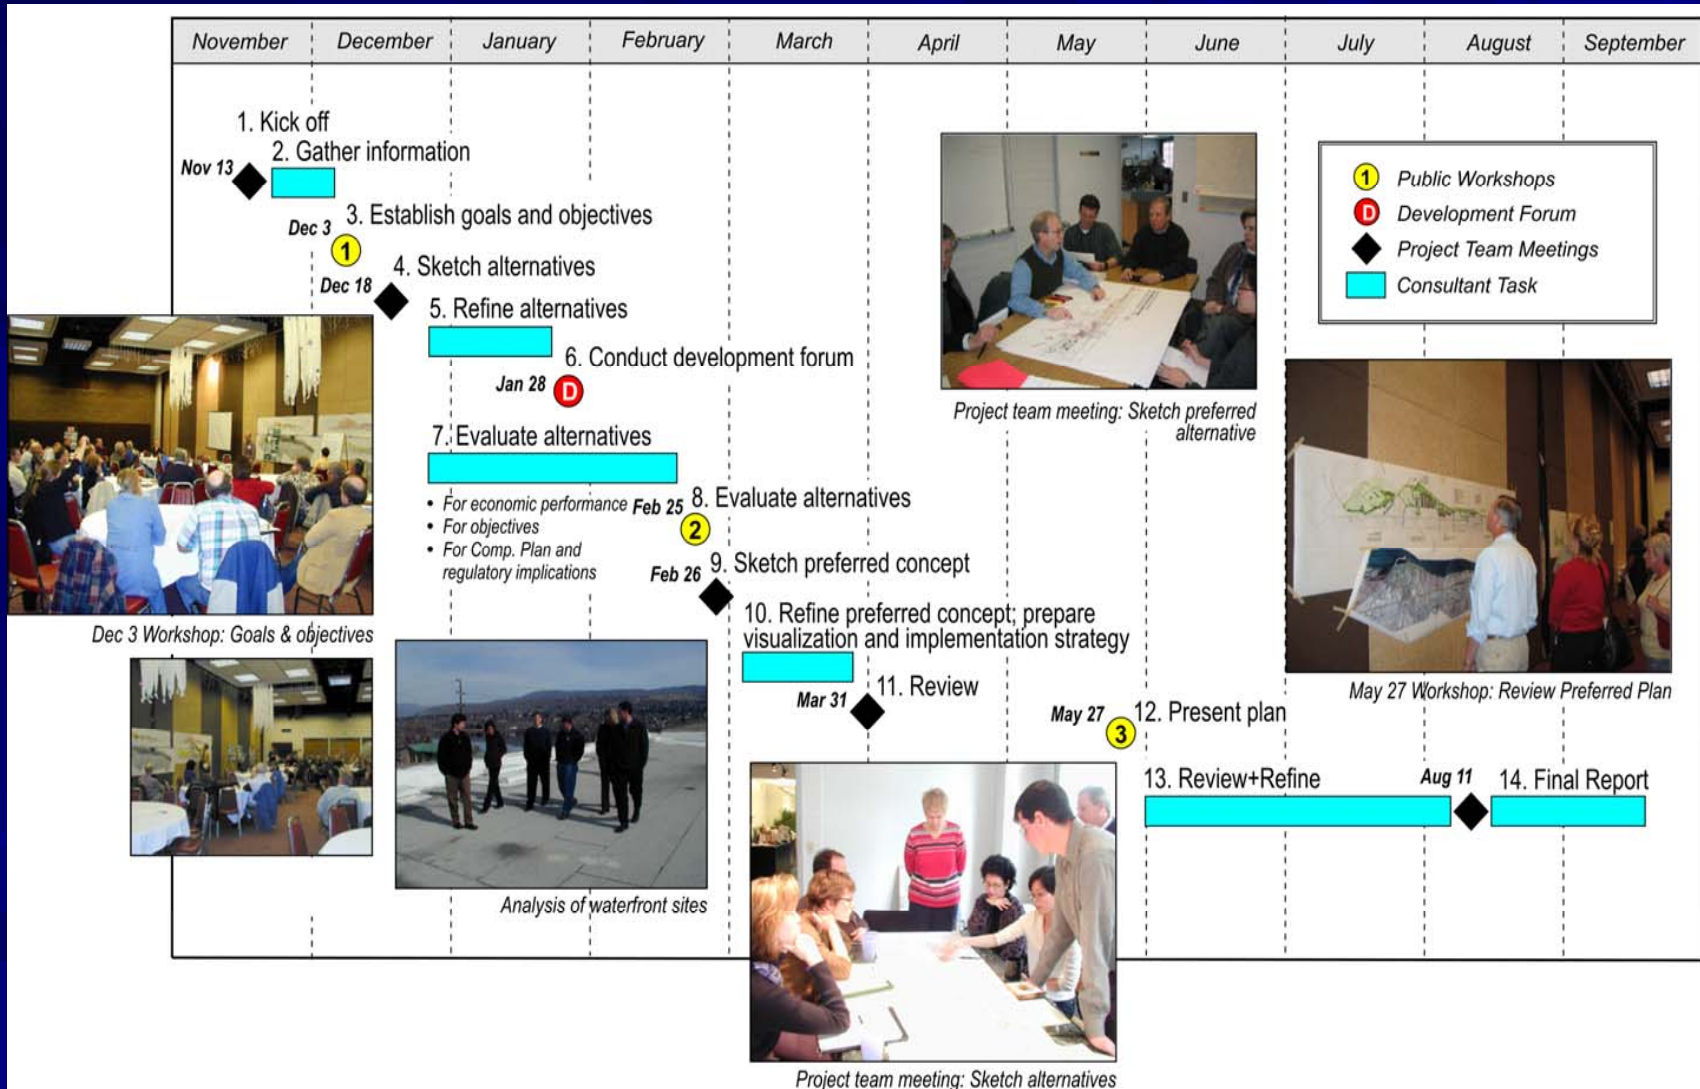 November
December
January
February
March
April
May
June
July
August
September
1. Kick off
Nov 13
2. Gather information
Dec 3
3. Establish goals and objectives
1
Dec 18
4. Sketch alternatives
5. Refine alternatives
Jan 28
6. Conduct development forum
D
7. Evaluate alternatives
• For economic performance
• For objectives
• For Comp. Plan and
regulatory implications
Feb 25
8. Evaluate alternatives
2
Feb 26
9. Sketch preferred concept
10. Refine preferred concept; prepare
visualization and implementation strategy
Mar 31
11. Review
May 27
12. Present plan
3
13. Review+Refine
Aug 11
14. Final Report
1 Public Workshops
D Development Forum
Project Team Meetings
Consultant Task
Project team meeting: Sketch preferred
alternative
May 27 Workshop: Review Preferred Plan
Dec 3 Workshop: Goals & objectives
Analysis of waterfront sites
Project team meeting: Sketch alternatives